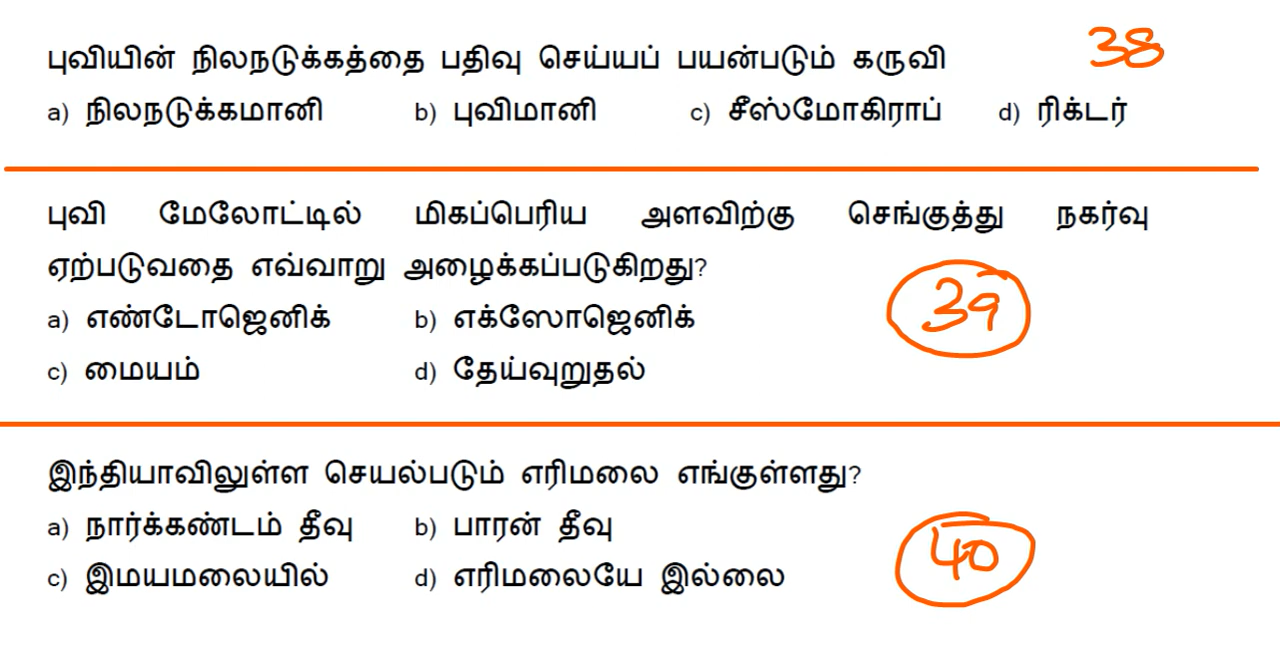 புவியின் நிலநடுக்கத்தை பதிவு செய்யப் பயன்படும் கருவி 38
a) நிலநடுக்கமானி b) புவிமானி c) சீஸ்மோகிராப் d) ரிக்டர்
புவி மேலோட்டில் மிகப்பெரிய அளவிற்கு செங்குத்து நகர்வு
ஏற்படுவதை எவ்வாறு அழைக்கப்படுகிறது?
39
a) எண்டோஜெனிக் b) எக்ஸோஜெனிக்
c) மையம் d) தேய்வுறுதல்
இந்தியாவிலுள்ள செயல்படும் எரிமலை எங்குள்ளது?
a) நார்க்கண்டம் தீவு b) பாரன் தீவு
40
c) இமயமலையில் d) எரிமலையே இல்லை